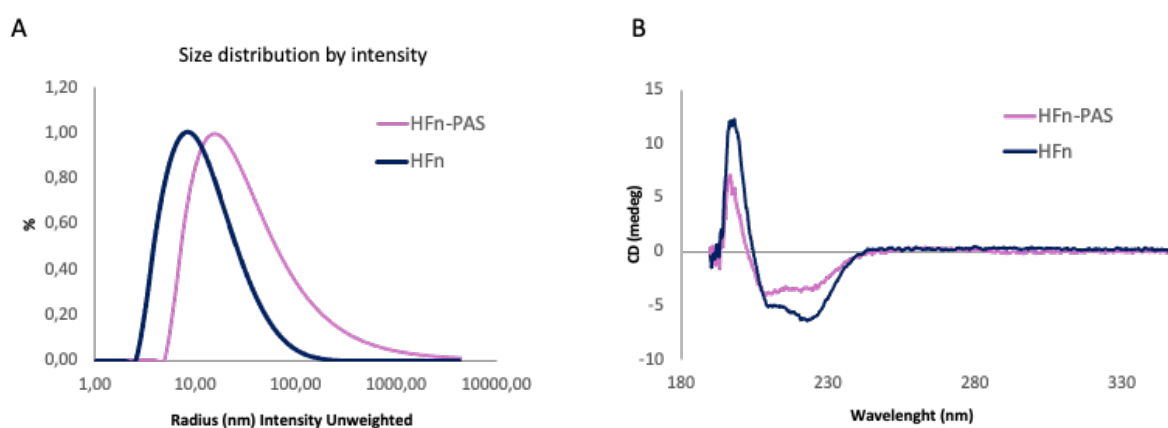 A
Size distribution by intensity
1,20
1,00
0,80
0,60
0,40
0,20
0,00
%
HFn-PAS
HFn
1,00 10,00 100,00 1000,00 10000,00
Radius (nm) Intensity Unweighted
B
15
10
5
0
-5
-10
CD (medeg)
HFn-PAS
HFn
180 230 280 330
Wavelenght (nm)